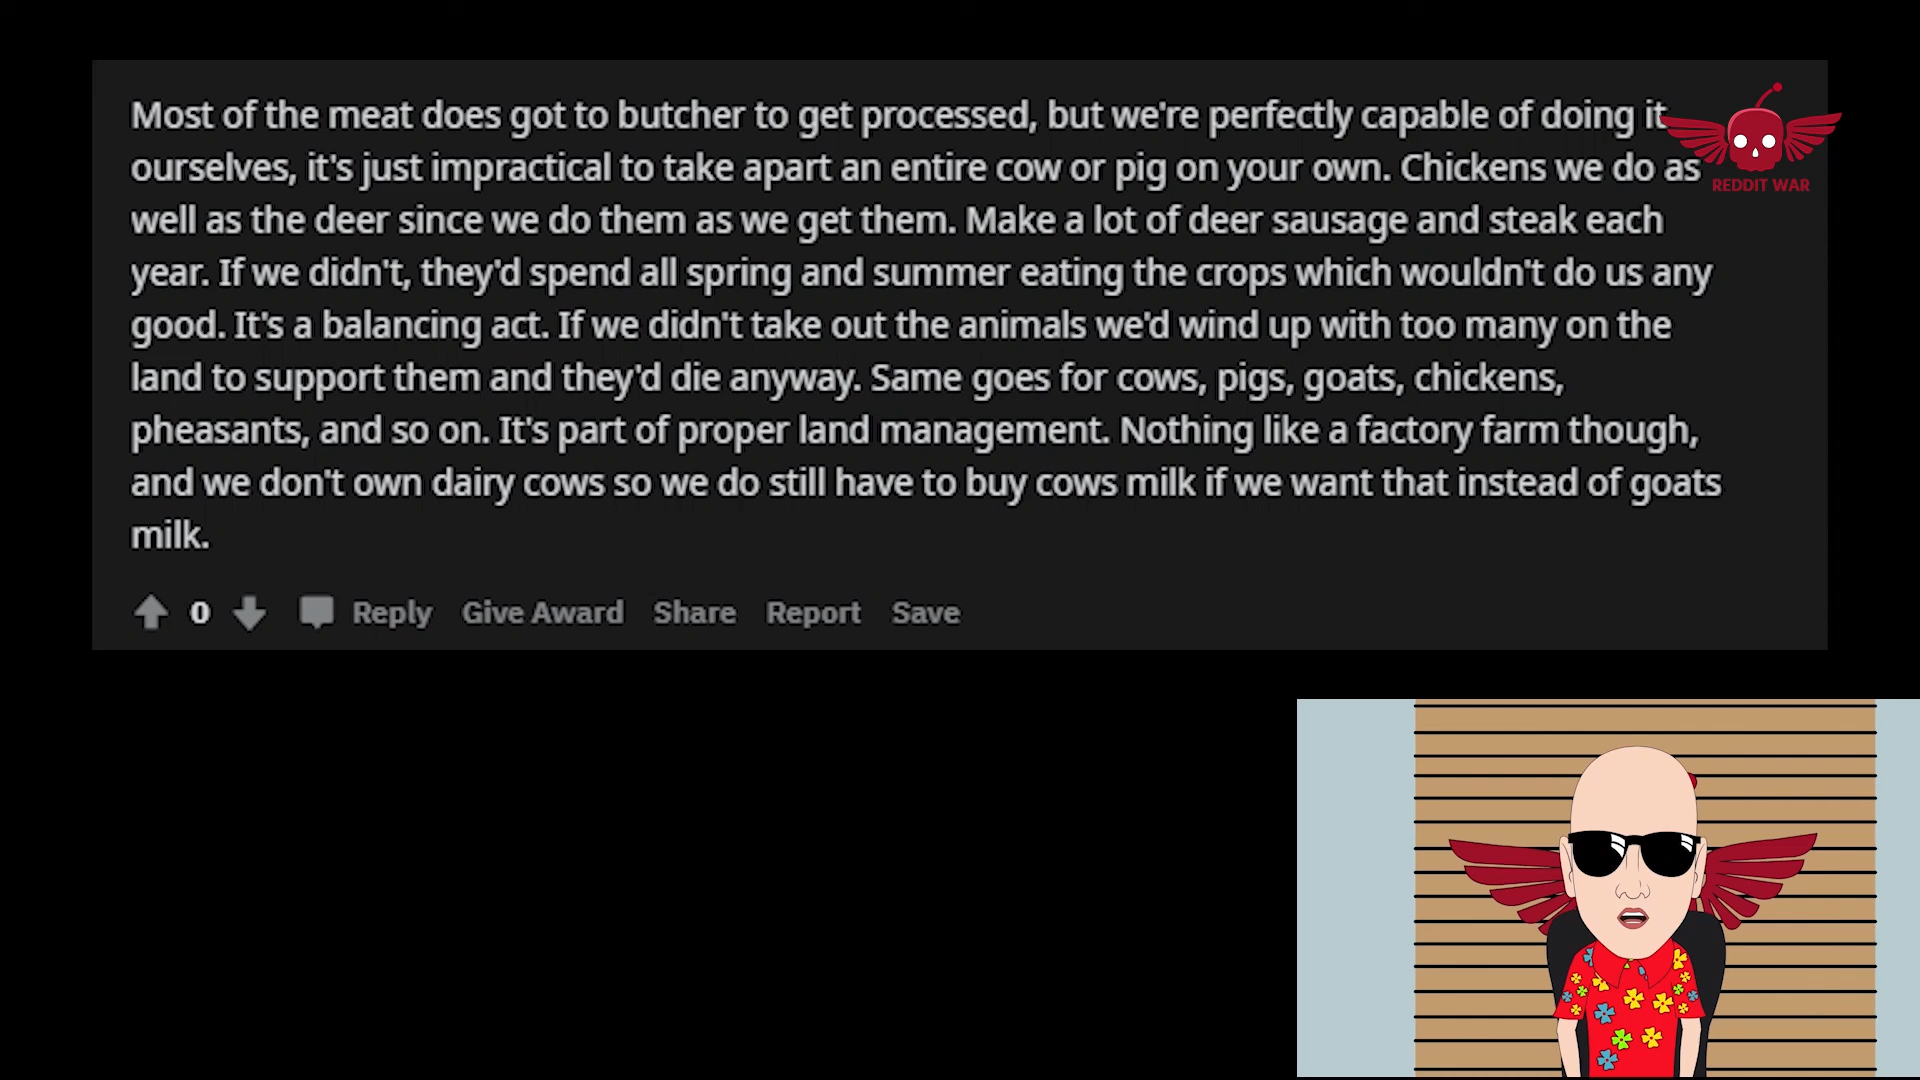 Most of the meat does got to butcher to get processed, but we're perfectly capable of doing it
REDDIT WAR
ourselves, it's just impractical to take apart an entire cow or pig on your own. Chickens we do as
well as the deer since we do them as we get them. Make a lot of deer sausage and steak each
year. If we didn't, they'd spend all spring and summer eating the crops which wouldn't do us any
good. It's a balancing act. If we didn't take out the animals we'd wind up with too many on the
land to support them and they'd die anyway. Same goes for cows, pigs, goats, chickens,
pheasants, and so on. It's part of proper land management. Nothing like a factory farm though,
and we don't own dairy cows so we do still have to buy cows milk if we want that instead of goats
milk.
0 Reply Give Award Share Report Save